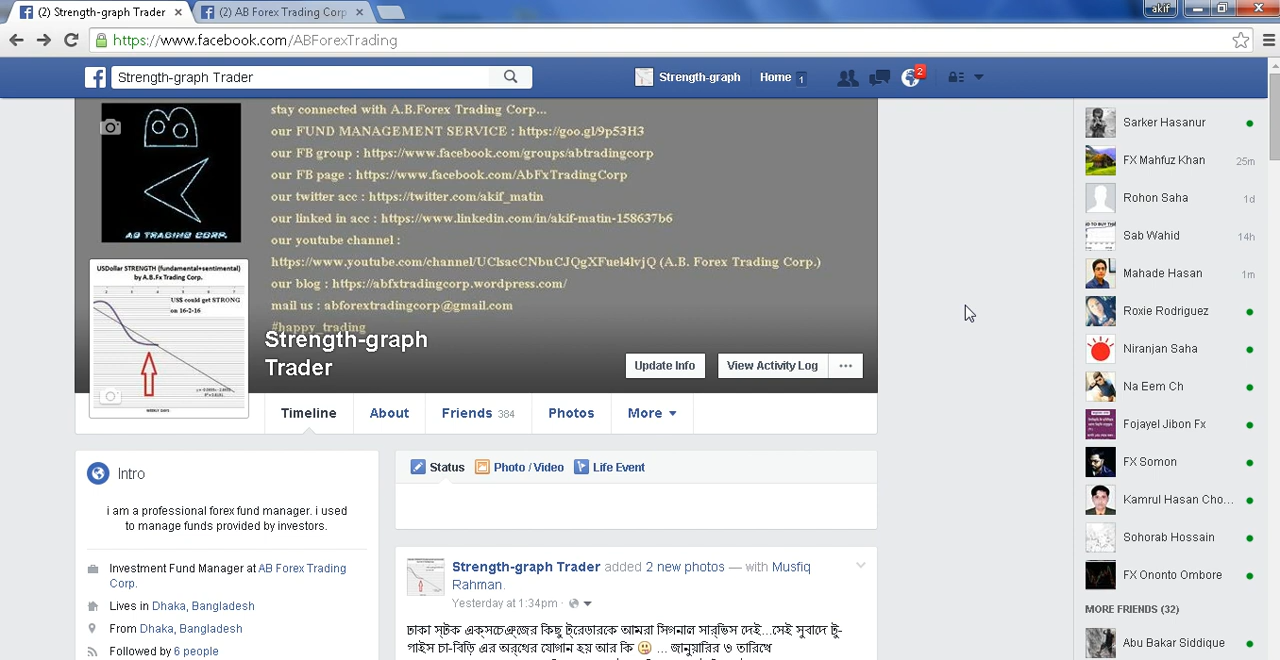 (2) Strength-graph Trader
(2) AB Forex Trading Corp
akif
https://www.facebook.com/ABForexTrading
Strength-graph Trader
Strength-graph
Home 1
2
stay connected with A.B.Forex Trading Corp...
our FUND MANAGEMENT SERVICE : https://goo.gl/9p53H3
our FB group : https://www.facebook.com/groups/abtradingcorp
our FB page : https://www.facebook.com/AbFxTradingCorp
our twitter acc : https://twitter.com/akif_matin
our linked in acc : https://www.linkedin.com/in/akif-matin-158637b6
our youtube channel :
https://www.youtube.com/channel/UClsacCNbuCJQgXFuel4lvjQ (A.B. Forex Trading Corp.)
our blog : https://abfxtradingcorp.wordpress.com/
mail us : abforextradingcorp@gmail.com
#happy_trading
AB TRADING CORP.
USDollar STRENGTH (fundamental+sentimental)
by A.B.Fx Trading Corp.
US$ could get STRONG
on 16-2-16
WEEKLY DAYS
Strength-graph
Trader
Update Info
View Activity Log
...
Timeline
About
Friends 384
Photos
More
Intro
i am a professional forex fund manager. i used
to manage funds provided by investors.
Investment Fund Manager at AB Forex Trading
Corp.
Lives in Dhaka, Bangladesh
From Dhaka, Bangladesh
Followed by 6 people
Status
Photo / Video
Life Event
Strength-graph Trader added 2 new photos — with Musfiq
Rahman.
Yesterday at 1:34pm ·
ঢাকা স্টক এক্সচেঞ্জের কিছু ট্রেডারকে আমরা সিগনাল সার্ভিস দেই...সেই সুবাদে টু-
গাইস চা-বিড়ি এর অর্থের যোগান হয় আর কি ... জানুয়ারির ৬ তারিখে
Sarker Hasanur
FX Mahfuz Khan 25m
Rohon Saha 1d
Sab Wahid 14h
Mahade Hasan 1m
Roxie Rodriguez
Niranjan Saha
Na Eem Ch
Fojayel Jibon Fx
FX Somon
Kamrul Hasan Cho...
Sohorab Hossain
FX Ononto Ombore
MORE FRIENDS (32)
Abu Bakar Siddique